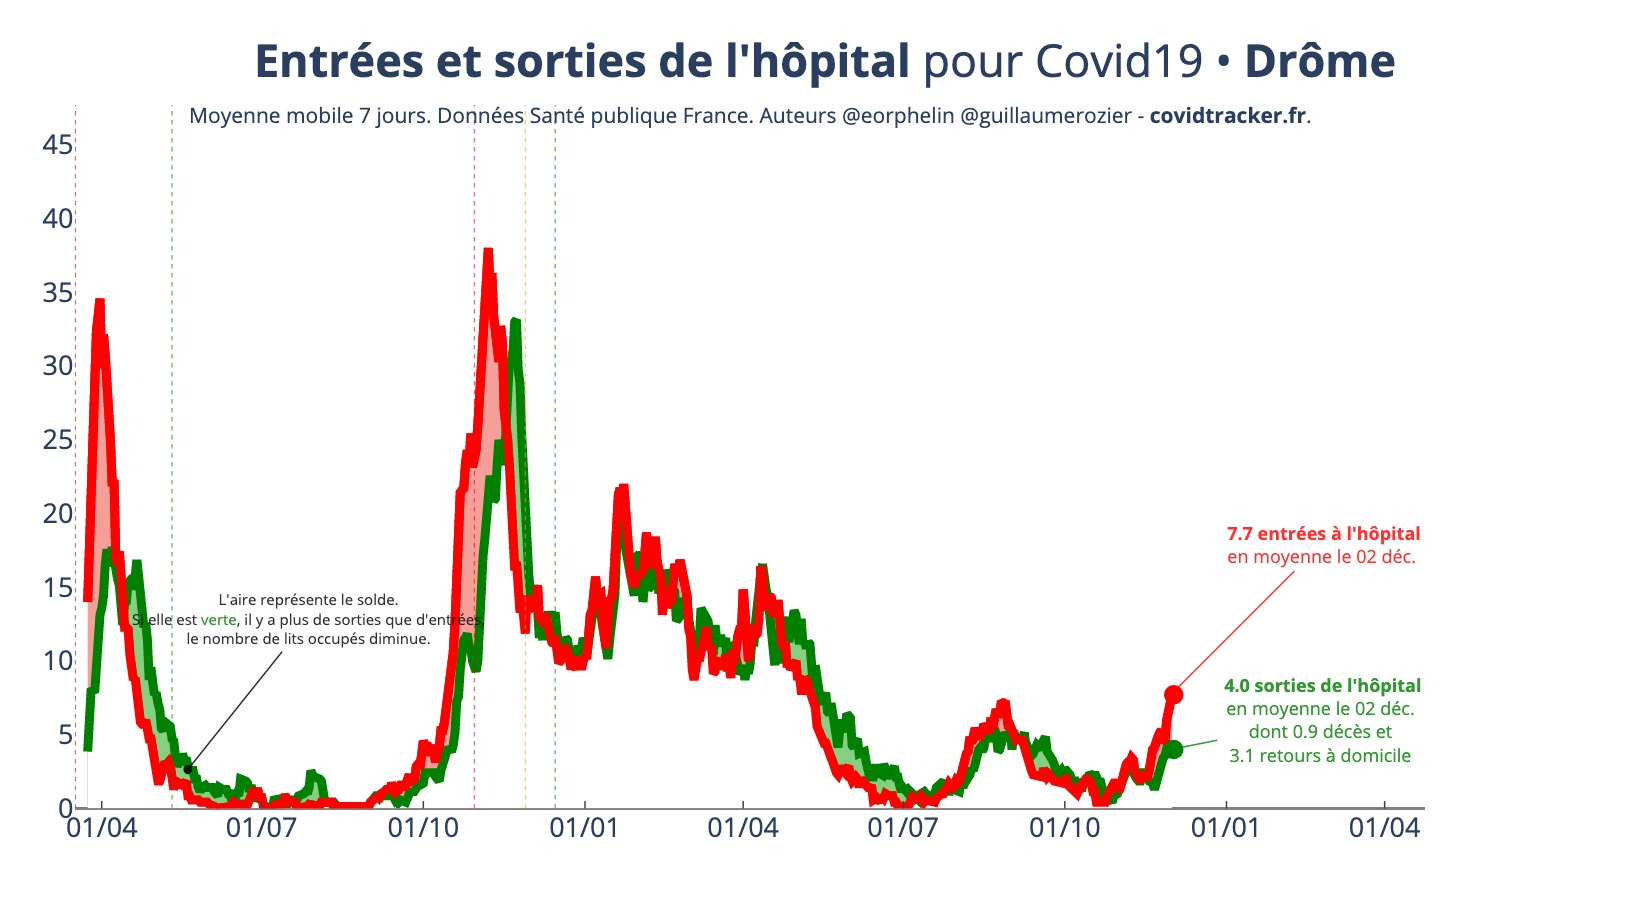 Entrées et sorties de l'hôpital pour Covid19 • Drôme
Moyenne mobile 7 jours. Données Santé publique France. Auteurs @eorphelin @guillaumerozier - covidtracker.fr.
45
40
35
30
25
20
15
10
5
0
L'aire représente le solde.
Si elle est verte, il y a plus de sorties que d'entrées,
le nombre de lits occupés diminue.
7.7 entrées à l'hôpital
en moyenne le 02 déc.
4.0 sorties de l'hôpital
en moyenne le 02 déc.
dont 0.9 décès et
3.1 retours à domicile
01/04 01/07 01/10 01/01 01/04 01/07 01/10 01/01 01/04